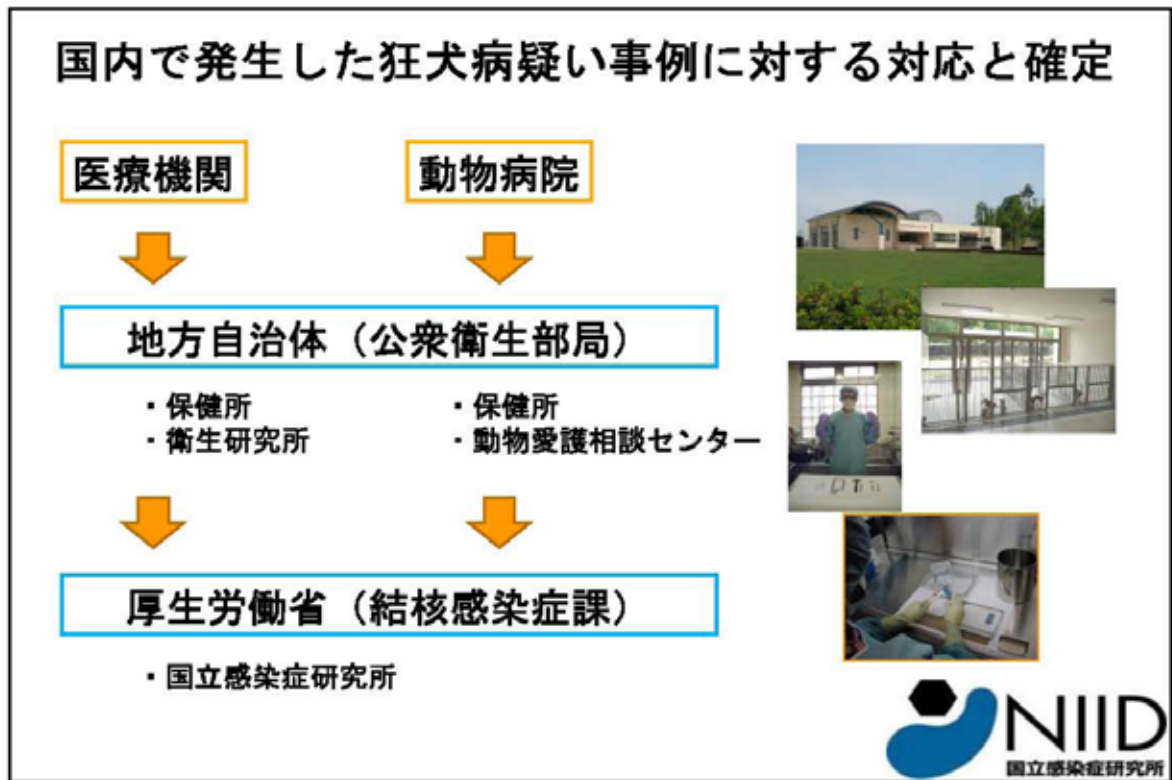 国内で発生した狂犬病疑い事例に対する対応と確定
医療機関
動物病院
地方自治体（公衆衛生部局）
・保健所
・衛生研究所
・保健所
・動物愛護相談センター
厚生労働省（結核感染症課）
・国立感染症研究所
NIID
国立感染症研究所